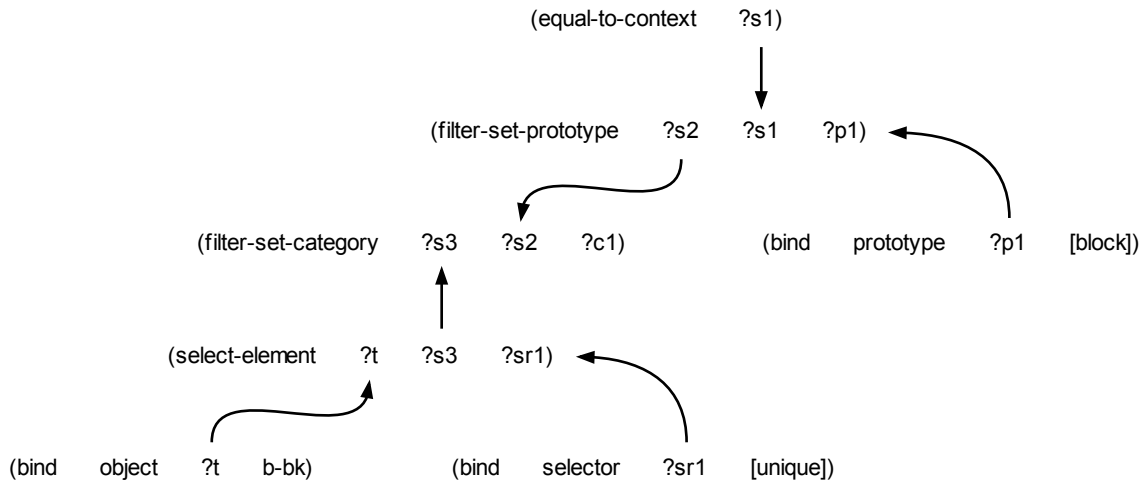 (equal-to-context ?s1)
(filter-set-prototype ?s2 ?s1 ?p1)
(filter-set-category ?s3 ?s2 ?c1) (bind prototype ?p1 [block])
(select-element ?t ?s3 ?sr1)
(bind object ?t b-bk) (bind selector ?sr1 [unique])